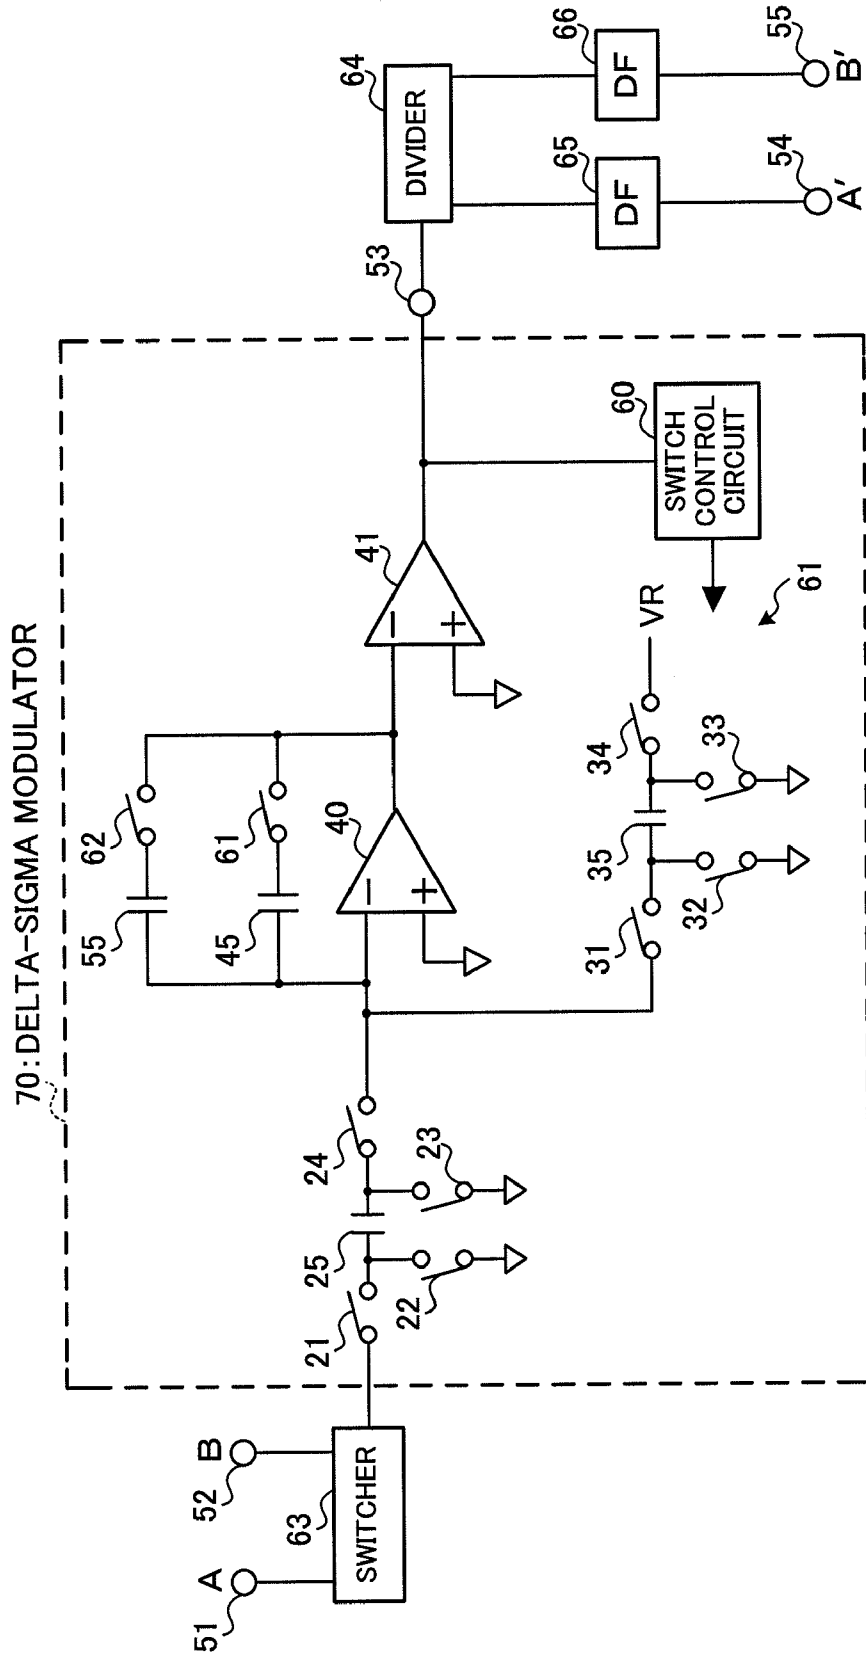 70:DELTA-SIGMA MODULATOR
A
51
B
52
63
SWITCHER
21
25
22
24
23
55
62
45
61
40
−
+
41
−
+
31
35
32
34
33
VR
60
SWITCH
CONTROL
CIRCUIT
61
53
64
DIVIDER
65
DF
66
DF
54
A′
55
B′